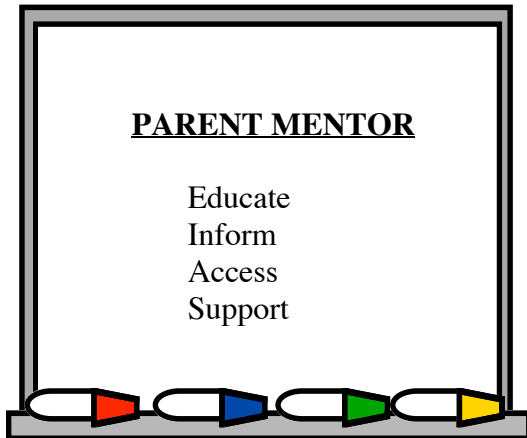 PARENT MENTOR
Educate
Inform
Access
Support